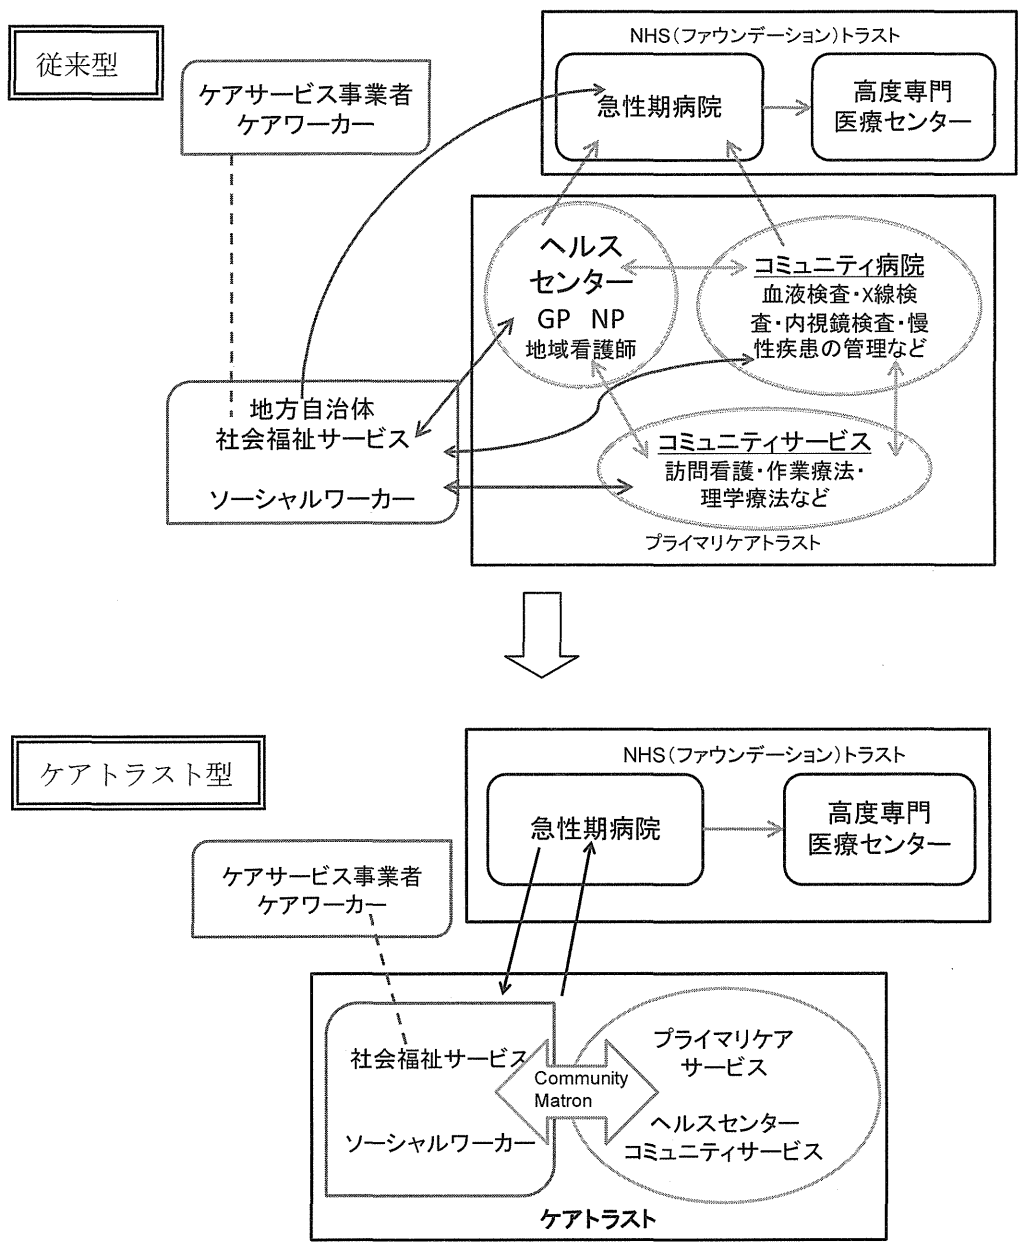 従来型
NHS(ファウンデーション)トラスト
ケアサービス事業者
ケアワーカー
急性期病院
高度専門
医療センター
ヘルス
センター
GP NP
地域看護師
コミュニティ病院
血液検査・X線検
査・内視鏡検査・慢
性疾患の管理など
地方自治体
社会福祉サービス
ソーシャルワーカー
コミュニティサービス
訪問看護・作業療法・
理学療法など
プライマリケアトラスト
ケアトラスト型
NHS(ファウンデーション)トラスト
急性期病院
高度専門
医療センター
ケアサービス事業者
ケアワーカー
社会福祉サービス
ソーシャルワーカー
Community
Matron
プライマリケア
サービス
ヘルスセンター
コミュニティサービス
ケアトラスト